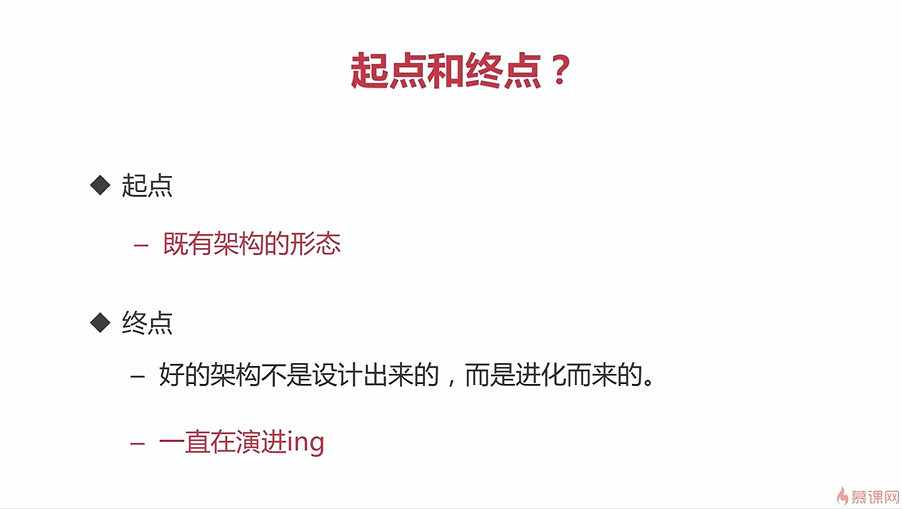 起点和终点？
◆ 起点
– 既有架构的形态
◆ 终点
– 好的架构不是设计出来的，而是进化而来的。
– 一直在演进ing
慕课网